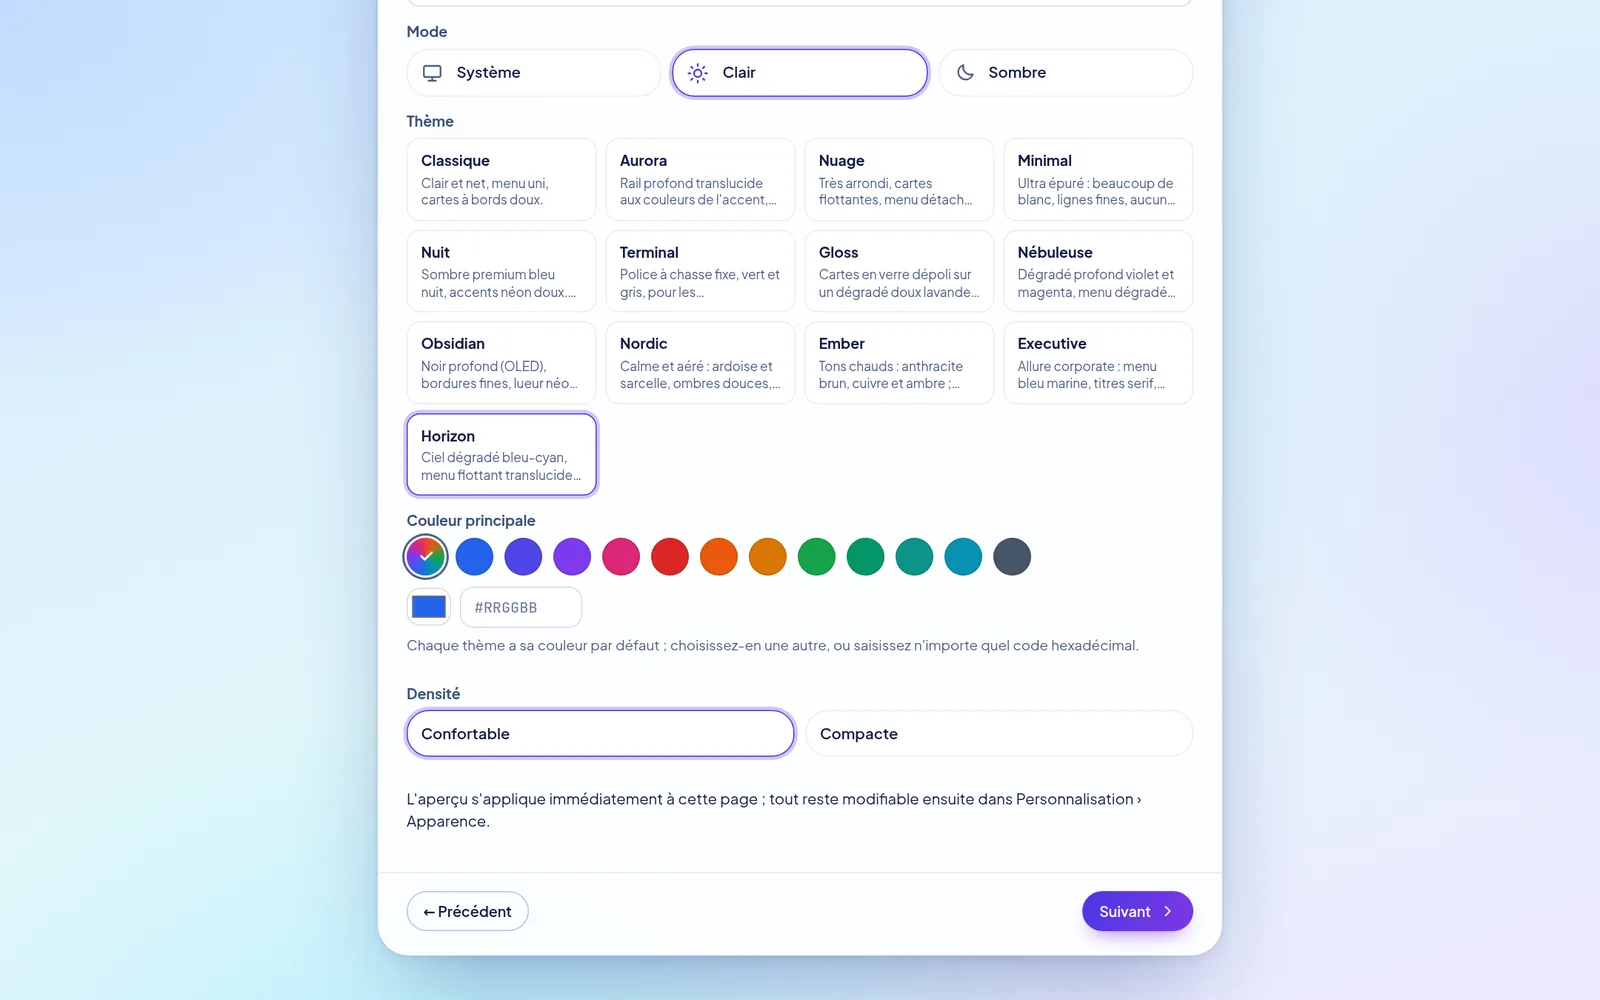 Mode
Système
Clair
Sombre
Thème
Classique
Clair et net, menu uni,
cartes à bords doux.
Aurora
Rail profond translucide
aux couleurs de l'accent,…
Nuage
Très arrondi, cartes
flottantes, menu détach…
Minimal
Ultra épuré : beaucoup de
blanc, lignes fines, aucun…
Nuit
Sombre premium bleu
nuit, accents néon doux.…
Terminal
Police à chasse fixe, vert et
gris, pour les…
Gloss
Cartes en verre dépoli sur
un dégradé doux lavande…
Nébuleuse
Dégradé profond violet et
magenta, menu dégradé…
Obsidian
Noir profond (OLED),
bordures fines, lueur néo…
Nordic
Calme et aéré : ardoise et
sarcelle, ombres douces,…
Ember
Tons chauds : anthracite
brun, cuivre et ambre ;…
Executive
Allure corporate : menu
bleu marine, titres serif,…
Horizon
Ciel dégradé bleu-cyan,
menu flottant translucide…
Couleur principale
#RRGGBB
Chaque thème a sa couleur par défaut ; choisissez-en une autre, ou saisissez n'importe quel code hexadécimal.
Densité
Confortable
Compacte
L'aperçu s'applique immédiatement à cette page ; tout reste modifiable ensuite dans Personnalisation ›
Apparence.
← Précédent
Suivant